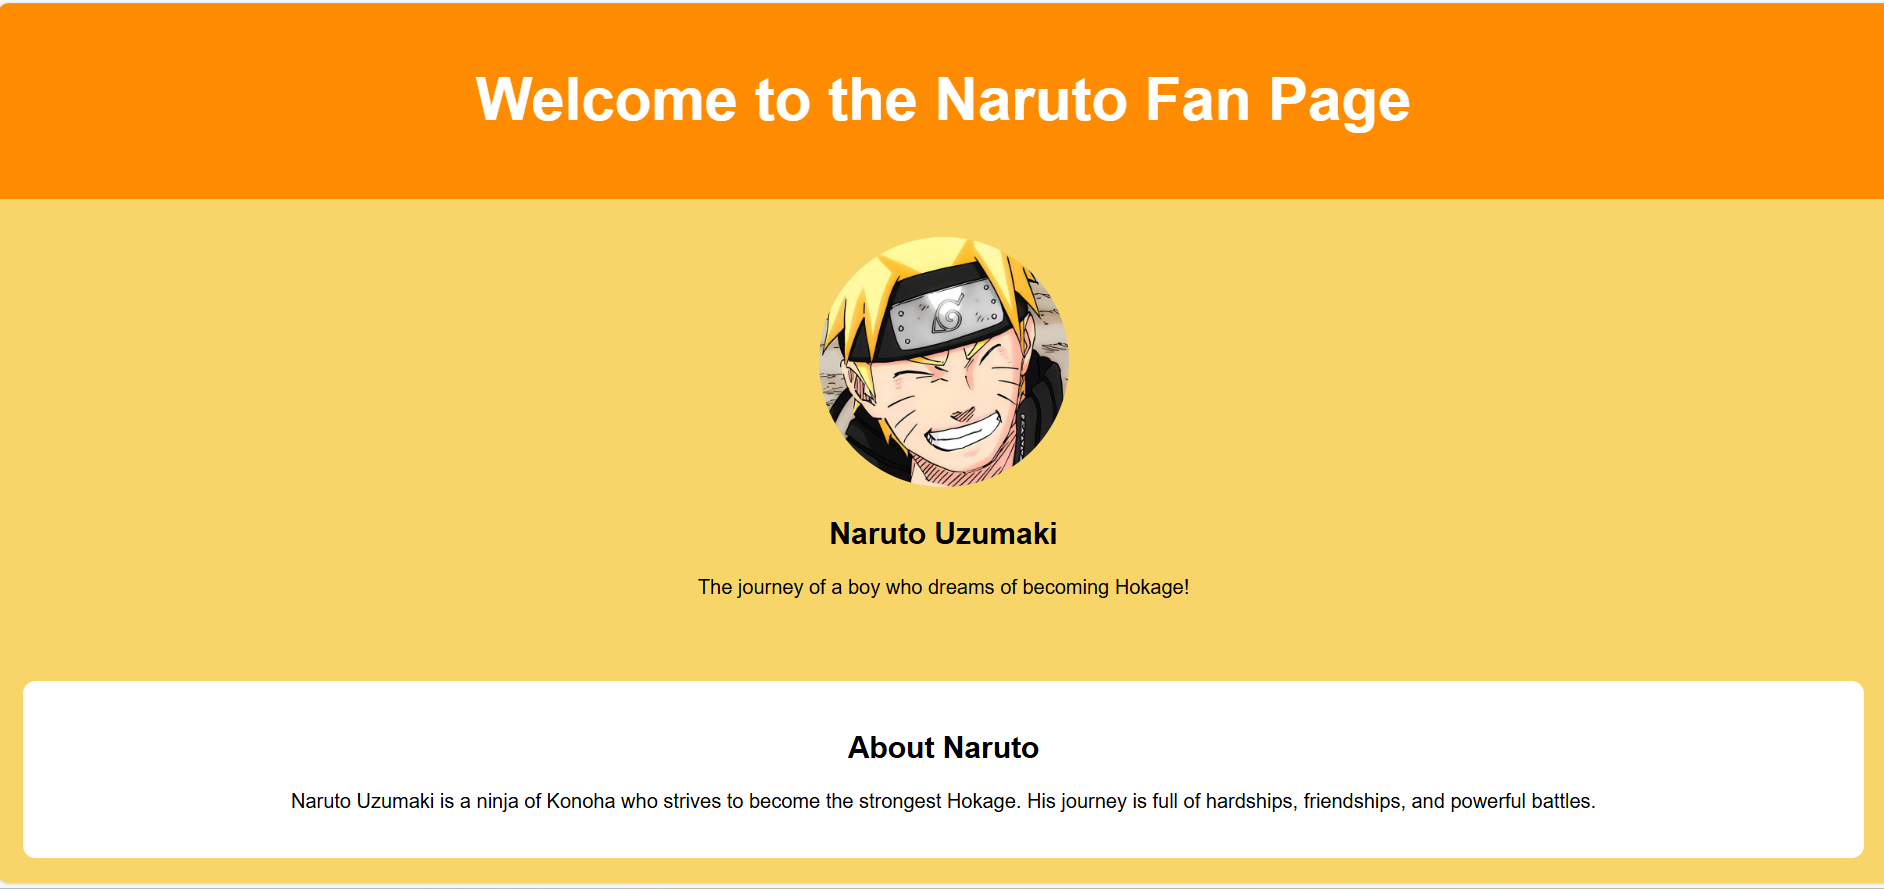 Welcome to the Naruto Fan Page
Naruto Uzumaki
The journey of a boy who dreams of becoming Hokage!
About Naruto
Naruto Uzumaki is a ninja of Konoha who strives to become the strongest Hokage. His journey is full of hardships, friendships, and powerful battles.